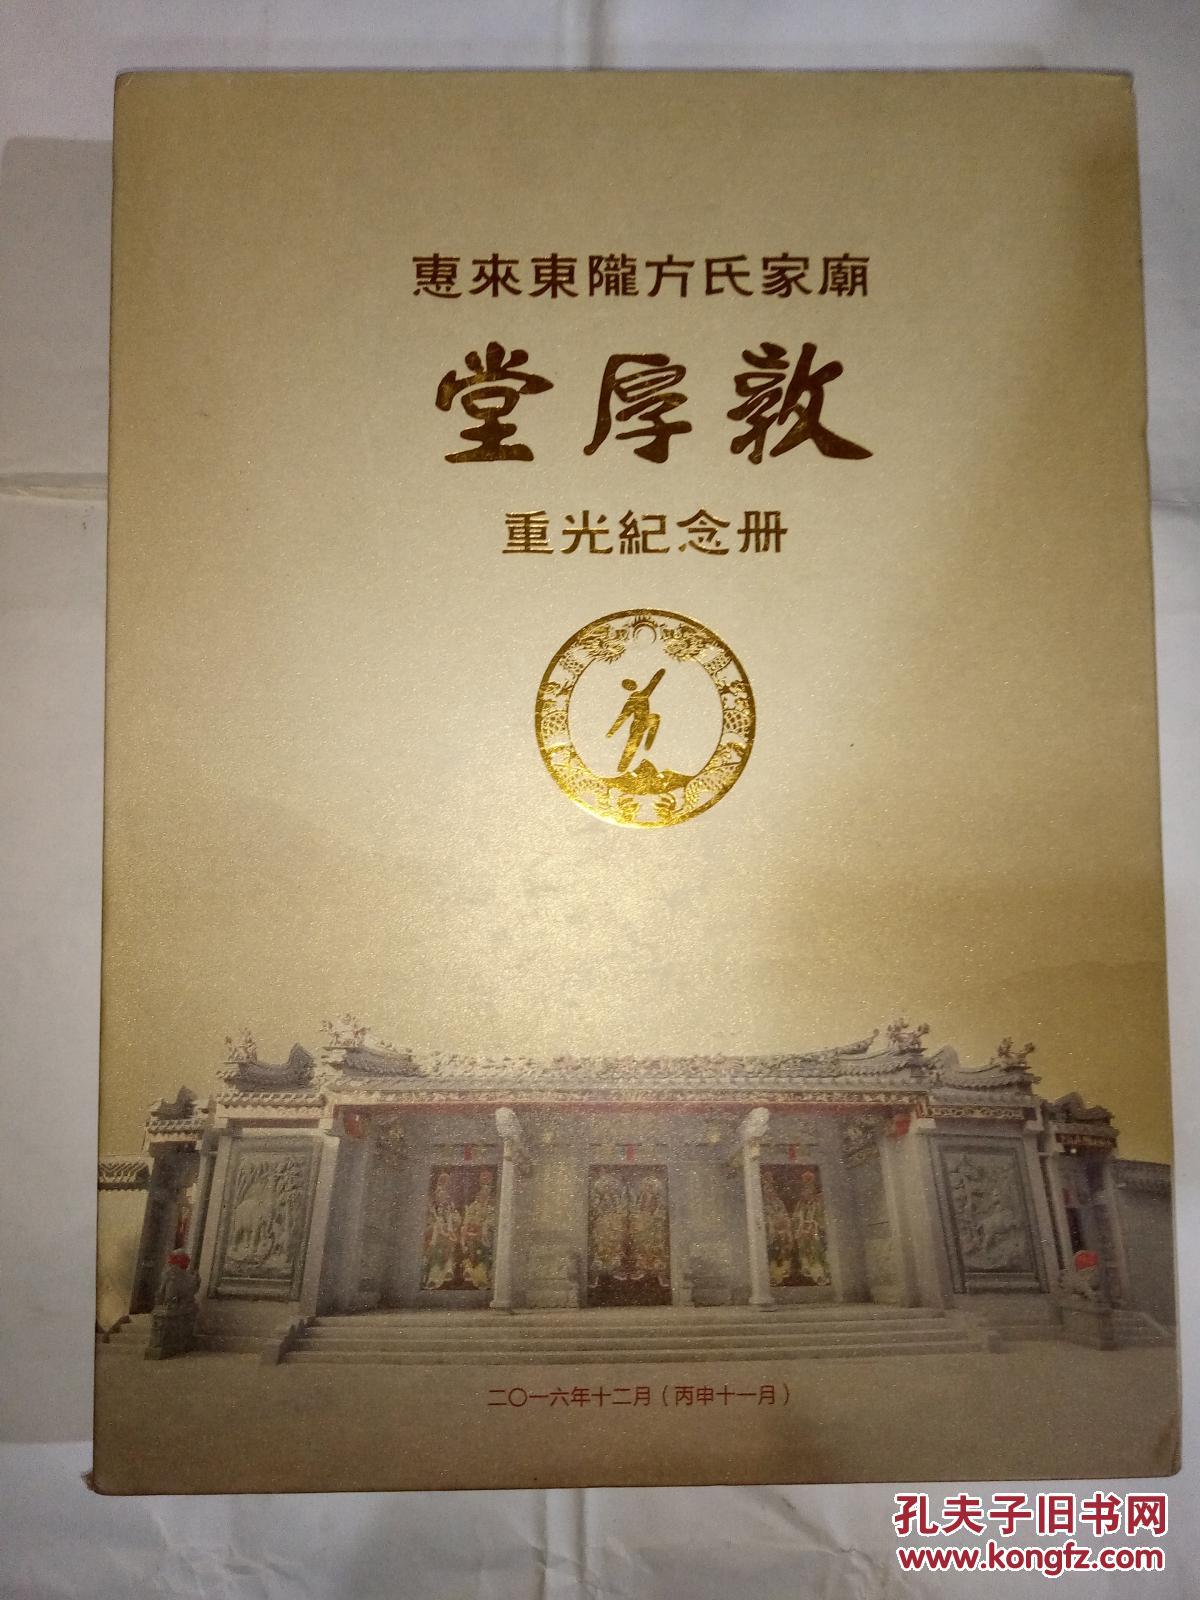 惠來東隴方氏家廟
堂厚敦
重光紀念册
二〇一六年十二月（丙申十一月）
孔夫子旧书网
www.kongfz.com